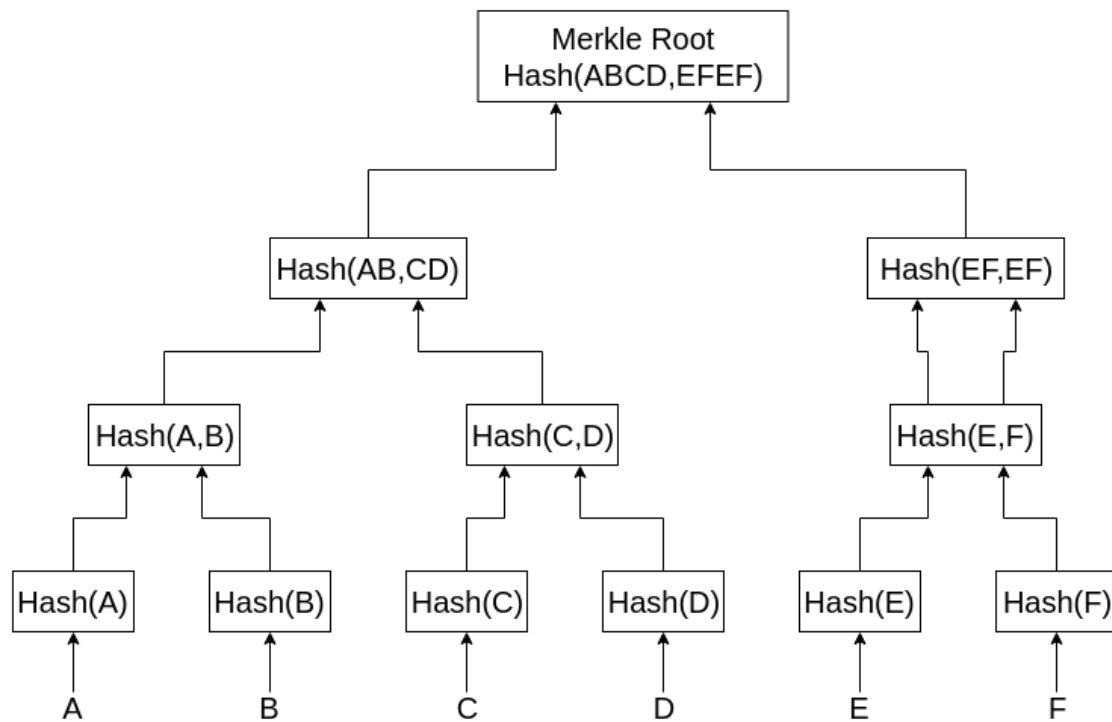 Merkle Root
Hash(ABCD,EFEF)
Hash(AB,CD)
Hash(EF,EF)
Hash(A,B)
Hash(C,D)
Hash(E,F)
Hash(A)
Hash(B)
Hash(C)
Hash(D)
Hash(E)
Hash(F)
A
B
C
D
E
F